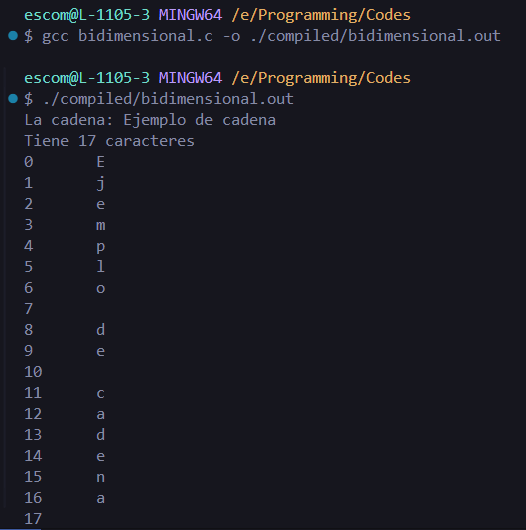 escom@L-1105-3 MINGW64 /e/Programming/Codes
$ gcc bidimensional.c -o ./compiled/bidimensional.out
escom@L-1105-3 MINGW64 /e/Programming/Codes
$ ./compiled/bidimensional.out
La cadena: Ejemplo de cadena
Tiene 17 caracteres
0 E
1 j
2 e
3 m
4 p
5 l
6 o
7
8 d
9 e
10
11 c
12 a
13 d
14 e
15 n
16 a
17